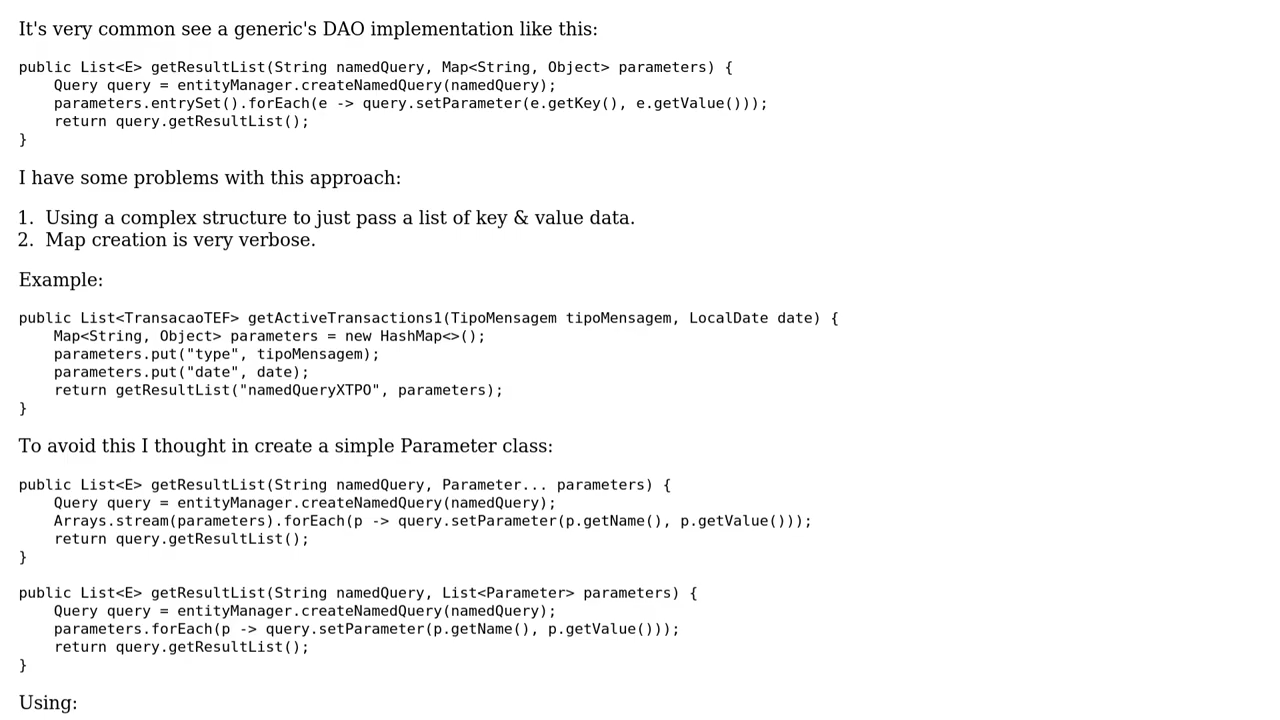 It's very common see a generic's DAO implementation like this:
public List<E> getResultList(String namedQuery, Map<String, Object> parameters) {
    Query query = entityManager.createNamedQuery(namedQuery);
    parameters.entrySet().forEach(e -> query.setParameter(e.getKey(), e.getValue()));
    return query.getResultList();
}
I have some problems with this approach:
1. Using a complex structure to just pass a list of key & value data.
2. Map creation is very verbose.
Example:
public List<TransacaoTEF> getActiveTransactions1(TipoMensagem tipoMensagem, LocalDate date) {
    Map<String, Object> parameters = new HashMap<>();
    parameters.put("type", tipoMensagem);
    parameters.put("date", date);
    return getResultList("namedQueryXTPO", parameters);
}
To avoid this I thought in create a simple Parameter class:
public List<E> getResultList(String namedQuery, Parameter... parameters) {
    Query query = entityManager.createNamedQuery(namedQuery);
    Arrays.stream(parameters).forEach(p -> query.setParameter(p.getName(), p.getValue()));
    return query.getResultList();
}
public List<E> getResultList(String namedQuery, List<Parameter> parameters) {
    Query query = entityManager.createNamedQuery(namedQuery);
    parameters.forEach(p -> query.setParameter(p.getName(), p.getValue()));
    return query.getResultList();
}
Using: